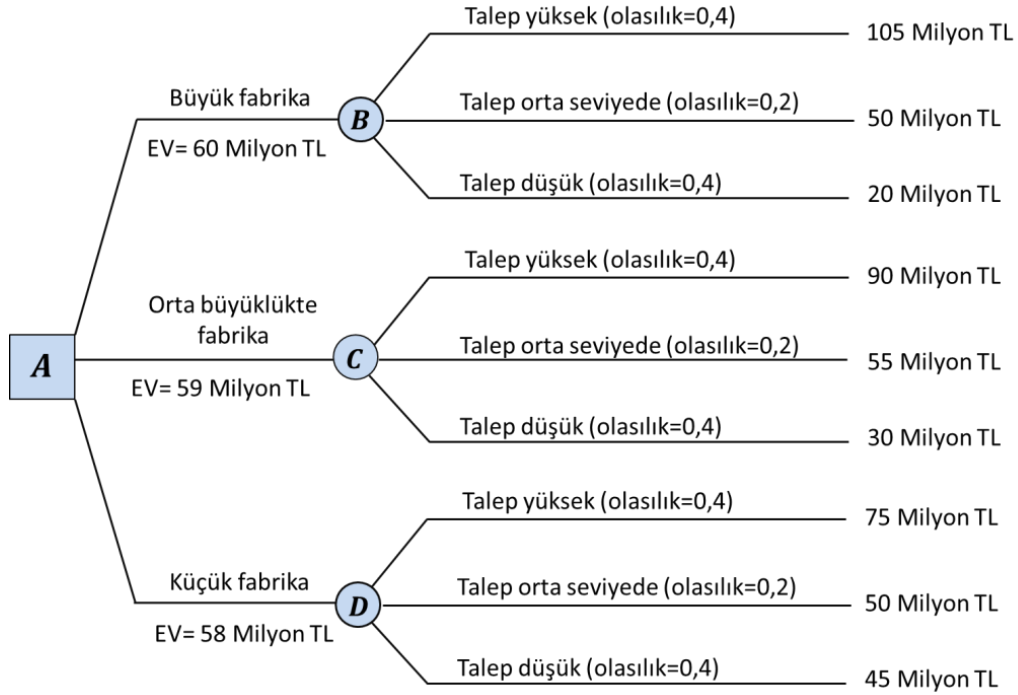 Talep yüksek (olasılık=0,4)
105 Milyon TL
Büyük fabrika
B
Talep orta seviyede (olasılık=0,2)
50 Milyon TL
EV= 60 Milyon TL
Talep düşük (olasılık=0,4)
20 Milyon TL
Talep yüksek (olasılık=0,4)
90 Milyon TL
Orta büyüklükte
fabrika
A
C
Talep orta seviyede (olasılık=0,2)
55 Milyon TL
EV= 59 Milyon TL
Talep düşük (olasılık=0,4)
30 Milyon TL
Talep yüksek (olasılık=0,4)
75 Milyon TL
Küçük fabrika
D
Talep orta seviyede (olasılık=0,2)
50 Milyon TL
EV= 58 Milyon TL
Talep düşük (olasılık=0,4)
45 Milyon TL